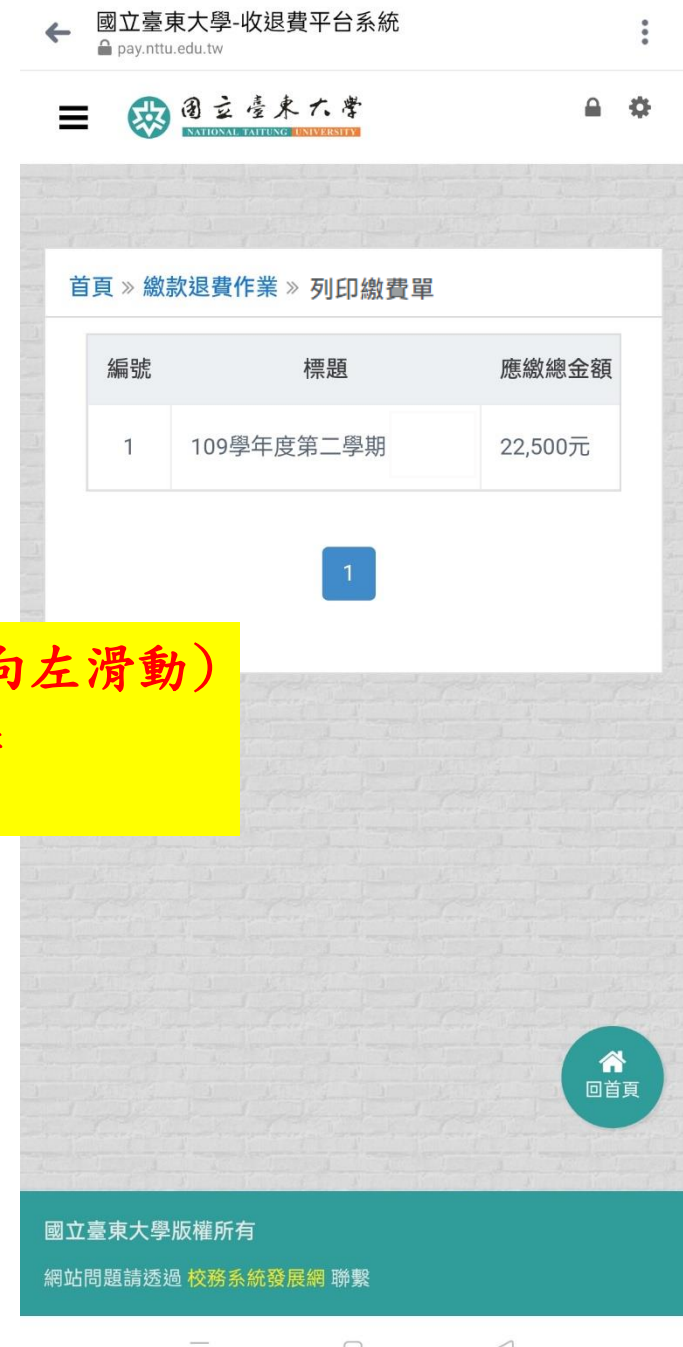 國立臺東大學-收退費平台系統
pay.nttu.edu.tw
國立臺東大學
NATIONAL TAITUNG UNIVERSITY
首頁 » 繳款退費作業 » 列印繳費單
編號 標題 應繳總金額
1 109學年度第二學期 22,500元
1
向左滑動)
回首頁
國立臺東大學版權所有
網站問題請透過 校務系統發展網 聯繫